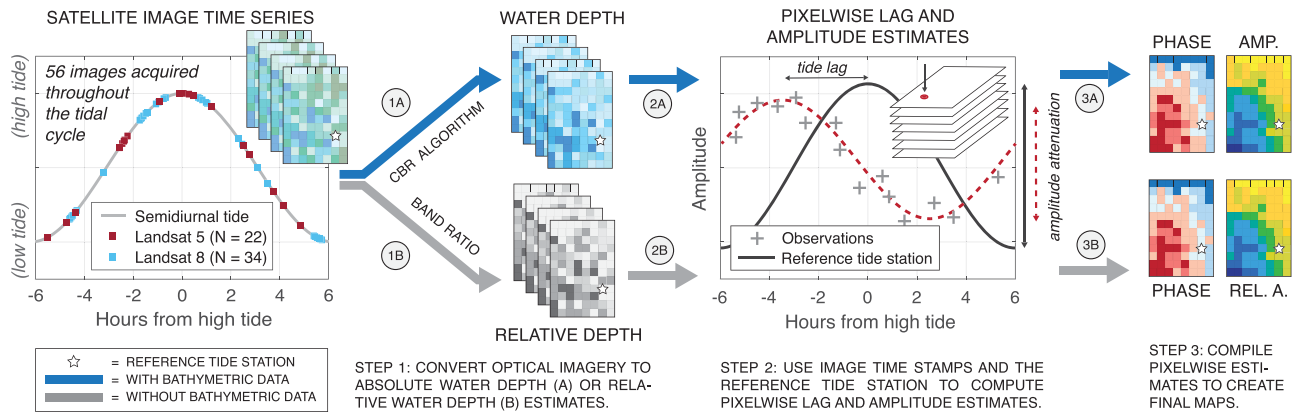 SATELLITE IMAGE TIME SERIES
(high tide)
(low tide)
56 images acquired
throughout
the tidal
cycle
Semidiurnal tide
Landsat 5 (N = 22)
Landsat 8 (N = 34)
-6 -4 -2 0 2 4 6
Hours from high tide
= REFERENCE TIDE STATION
= WITH BATHYMETRIC DATA
= WITHOUT BATHYMETRIC DATA
1A
CBR ALGORITHM
BAND RATIO
1B
WATER DEPTH
RELATIVE DEPTH
STEP 1: CONVERT OPTICAL IMAGERY TO
ABSOLUTE WATER DEPTH (A) OR RELA-
TIVE WATER DEPTH (B) ESTIMATES.
2A
2B
PIXELWISE LAG AND
AMPLITUDE ESTIMATES
Amplitude
tide lag
amplitude attenuation
Observations
Reference tide station
-6 -4 -2 0 2 4 6
Hours from high tide
STEP 2: USE IMAGE TIME STAMPS AND THE
REFERENCE TIDE STATION TO COMPUTE
PIXELWISE LAG AND AMPLITUDE ESTIMATES.
3A
3B
PHASE AMP.
PHASE REL. A.
STEP 3: COMPILE
PIXELWISE ESTI-
MATES TO CREATE
FINAL MAPS.